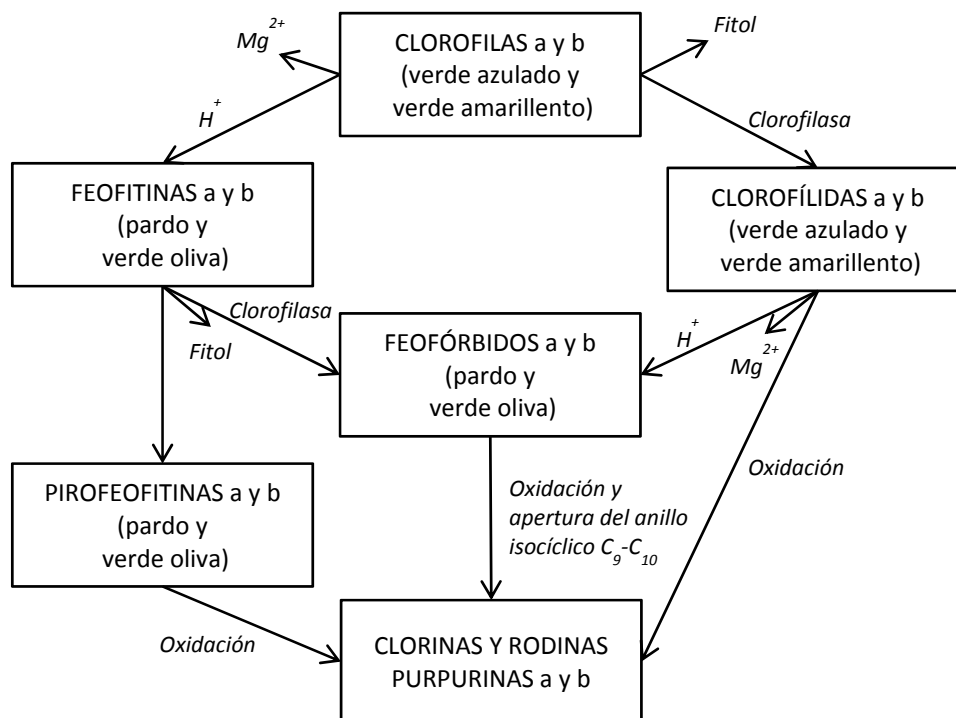 Mg²⁺
CLOROFILAS a y b
(verde azulado y
verde amarillento)
Fitol
H⁺
Clorofilasa
FEOFITINAS a y b
(pardo y
verde oliva)
CLOROFÍLIDAS a y b
(verde azulado y
verde amarillento)
Clorofilasa
Fitol
FEOFÓRBIDOS a y b
(pardo y
verde oliva)
H⁺
Mg²⁺
PIROFEOFITINAS a y b
(pardo y
verde oliva)
Oxidación y
apertura del anillo
isocíclico C₉-C₁₀
Oxidación
Oxidación
CLORINAS Y RODINAS
PURPURINAS a y b